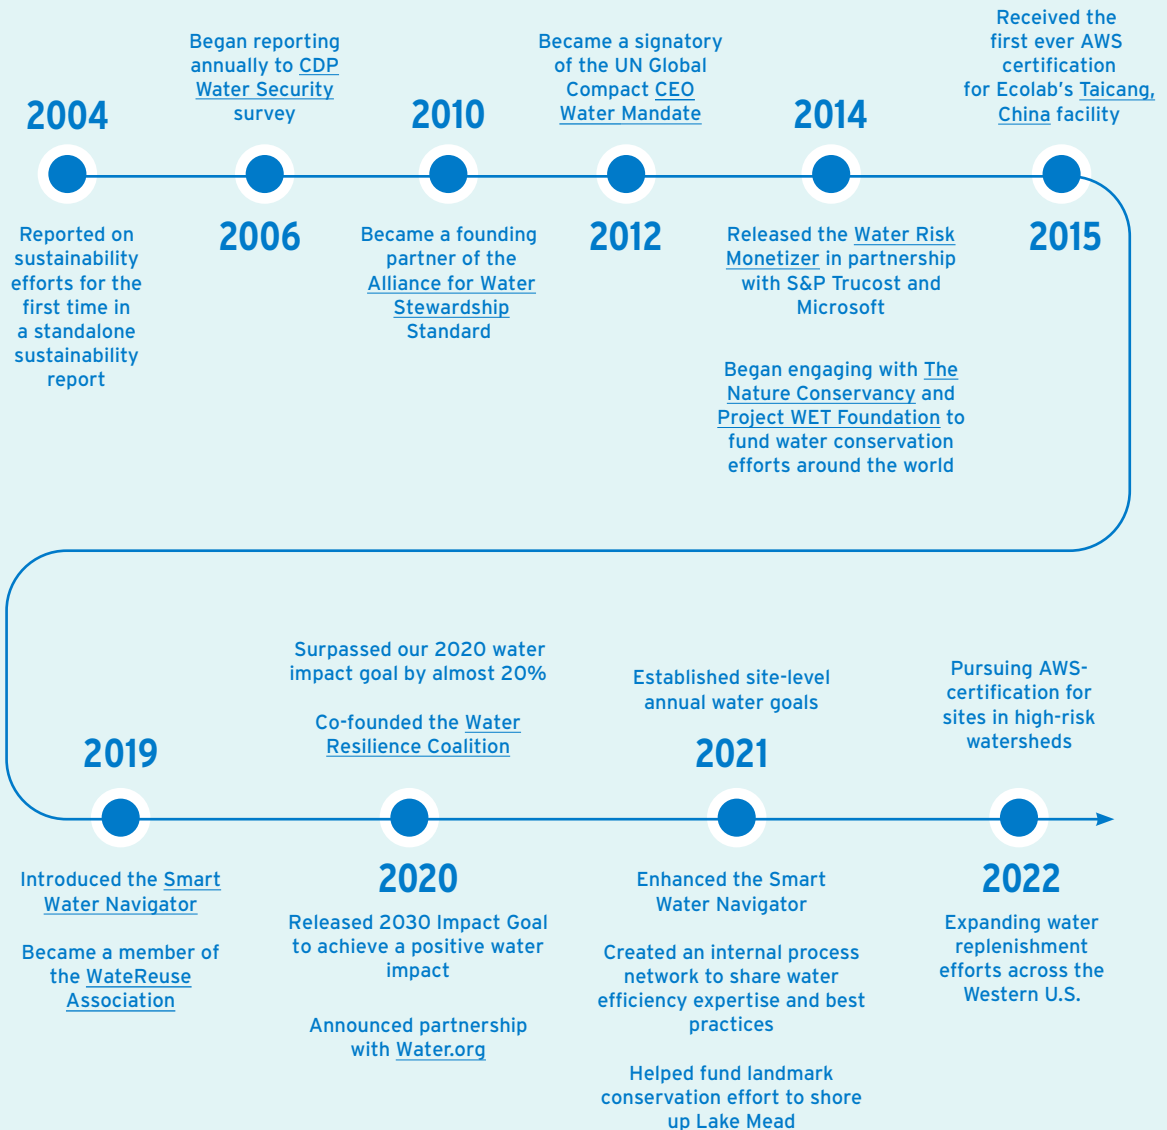 2004
Reported on
sustainability
efforts for the
first time in
a standalone
sustainability
report
Began reporting
annually to CDP
Water Security
survey
2006
2010
Became a founding
partner of the
Alliance for Water
Stewardship
Standard
Became a signatory
of the UN Global
Compact CEO
Water Mandate
2012
2014
Released the Water Risk
Monetizer in partnership
with S&P Trucost and
Microsoft
Began engaging with The
Nature Conservancy and
Project WET Foundation to
fund water conservation
efforts around the world
Received the
first ever AWS
certification
for Ecolab's Taicang,
China facility
2015
2019
Introduced the Smart
Water Navigator
Became a member of
the WateReuse
Association
Surpassed our 2020 water
impact goal by almost 20%
Co-founded the Water
Resilience Coalition
2020
Released 2030 Impact Goal
to achieve a positive water
impact
Announced partnership
with Water.org
Established site-level
annual water goals
2021
Enhanced the Smart
Water Navigator
Created an internal process
network to share water
efficiency expertise and best
practices
Helped fund landmark
conservation effort to shore
up Lake Mead
Pursuing AWS-
certification for
sites in high-risk
watersheds
2022
Expanding water
replenishment
efforts across the
Western U.S.